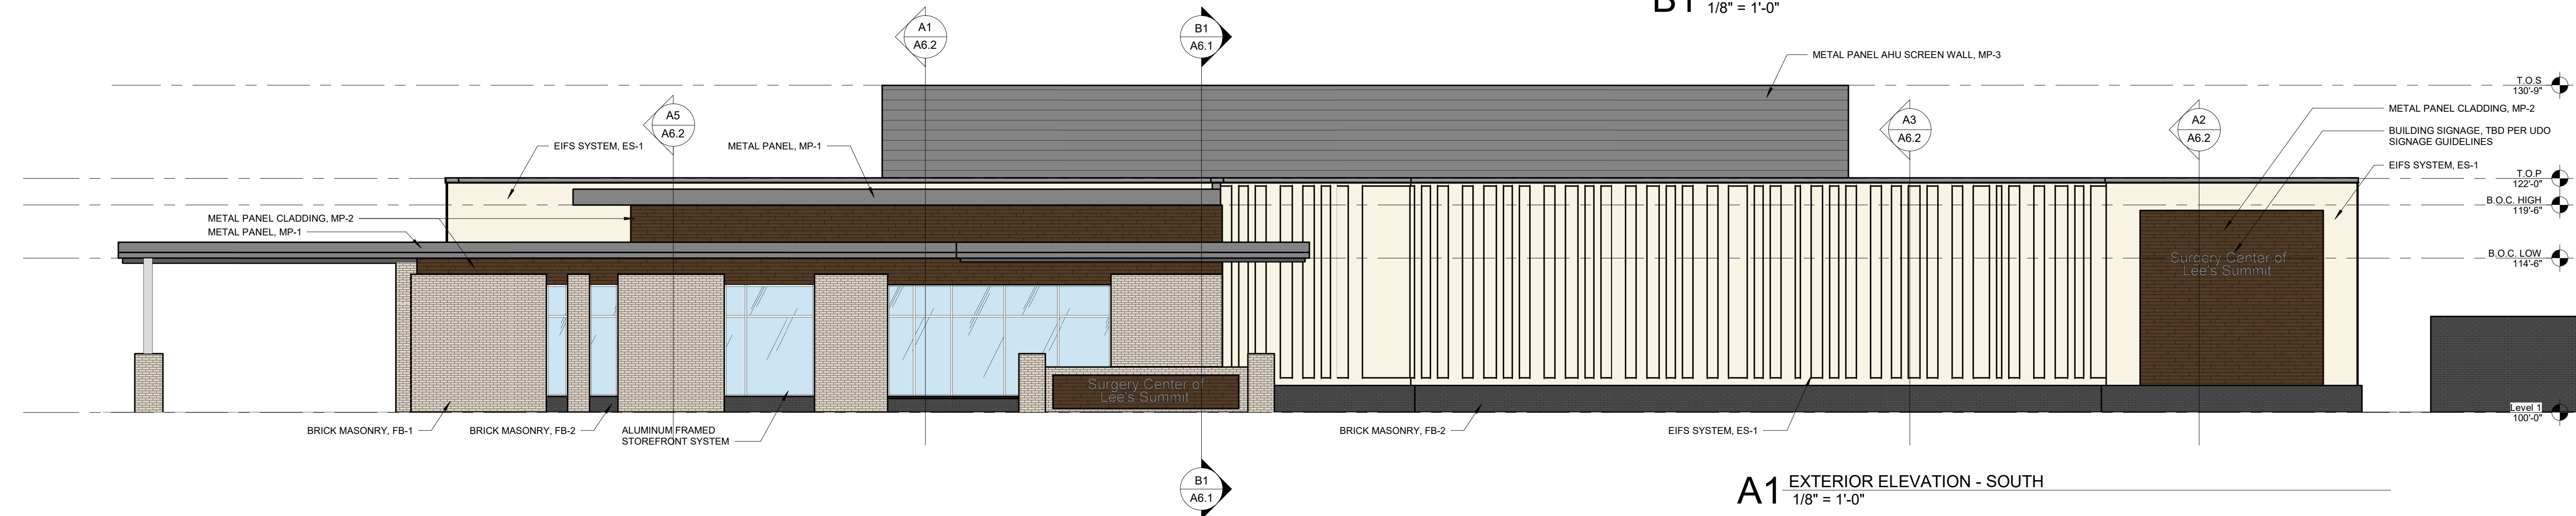 B1 1/8" = 1'-0"
A1
A6.2
B1
A6.1
METAL PANEL AHU SCREEN WALL, MP-3
T.O.S
130'-9"
A5
A6.2
A3
A6.2
A2
A6.2
METAL PANEL CLADDING, MP-2
BUILDING SIGNAGE, TBD PER UDO
SIGNAGE GUIDELINES
EIFS SYSTEM, ES-1
METAL PANEL, MP-1
EIFS SYSTEM, ES-1
T.O.P
122'-0"
B.O.C. HIGH
119'-6"
METAL PANEL CLADDING, MP-2
METAL PANEL, MP-1
B.O.C. LOW
114'-6"
Surgery Center of
Lee's Summit
Surgery Center of
Lee's Summit
Level 1
100'-0"
BRICK MASONRY, FB-1
BRICK MASONRY, FB-2
ALUMINUM FRAMED
STOREFRONT SYSTEM
BRICK MASONRY, FB-2
EIFS SYSTEM, ES-1
B1
A6.1
A1 EXTERIOR ELEVATION - SOUTH
1/8" = 1'-0"